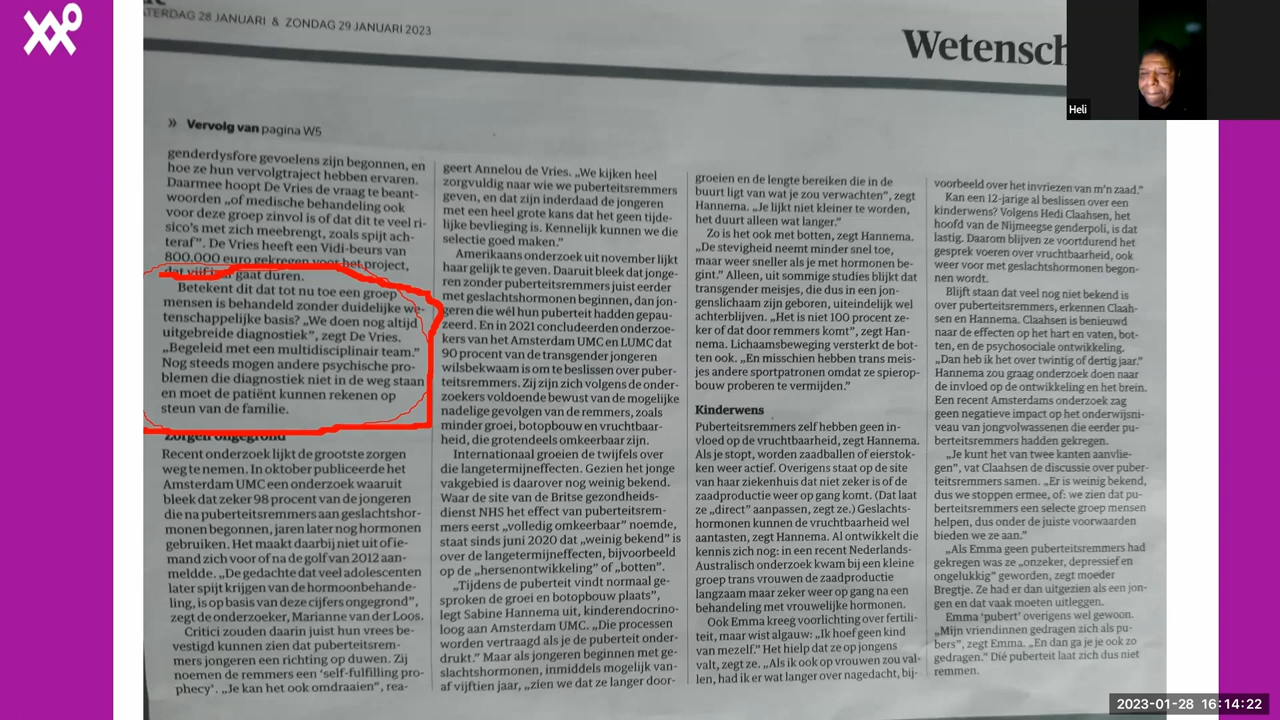 TERDAG 28 JANUARI & ZONDAG 29 JANUARI 2023
Wetensch
Heli
» Vervolg van pagina W5
genderdysfore gevoelens zijn begonnen, en
hoe ze hun vervolgtraject hebben ervaren.
Daarmee hoopt De Vries de vraag te beant-
woorden „of medische behandeling ook
voor deze groep zinvol is of dat dit te veel ri-
sico's met zich meebrengt, zoals spijt ach-
teraf”. De Vries heeft een Vidi-beurs van
800.000 euro gekregen voor het project,
dat vijf gaat duren.
Betekent dit dat tot nu toe een groep
mensen is behandeld zonder duidelijke we-
tenschappelijke basis? „We doen nog altijd
uitgebreide diagnostiek”, zegt De Vries.
„Begeleid met een multidisciplinair team.”
Nog steeds mogen andere psychische pro-
blemen die diagnostiek niet in de weg staan
en moet de patiënt kunnen rekenen op
steun van de familie.
Zorgen ongegrond
Recent onderzoek lijkt de grootste zorgen
weg te nemen. In oktober publiceerde het
Amsterdam UMC een onderzoek waaruit
bleek dat zeker 98 procent van de jongeren
die na puberteitsremmers aan geslachtshor-
monen begonnen, jaren later nog hormonen
gebruiken. Het maakt daarbij niet uit of ie-
mand zich voor of na de golf van 2012 aan-
meldde. „De gedachte dat veel adolescenten
later spijt krijgen van de hormoonbehande-
ling, is op basis van deze cijfers ongegrond”,
zegt de onderzoeker, Marianne van der Loos.
Critici zouden daarin juist hun vrees be-
vestigd kunnen zien dat puberteitsrem-
mers jongeren een richting op duwen. Zij
noemen de remmers een ‘self-fulfilling pro-
phecy’. „Je kan het ook omdraaien”, rea-
geert Annelou de Vries. „We kijken heel
zorgvuldig naar wie we puberteitsremmers
geven, en dat zijn inderdaad de jongeren
met een heel grote kans dat het geen tijde-
lijke bevlieging is. Kennelijk kunnen we die
selectie goed maken.”
Amerikaans onderzoek uit november lijkt
haar gelijk te geven. Daaruit bleek dat jonge-
ren zonder puberteitsremmers juist eerder
met geslachtshormonen beginnen, dan jon-
geren die wél hun puberteit hadden gepau-
zeerd. En in 2021 concludeerden onderzoe-
kers van het Amsterdam UMC en LUMC dat
90 procent van de transgender jongeren
wilsbekwaam is om te beslissen over puber-
teitsremmers. Zij zijn zich volgens de onder-
zoekers voldoende bewust van de mogelijke
nadelige gevolgen van de remmers, zoals
minder groei, botopbouw en vruchtbaar-
heid, die grotendeels omkeerbaar zijn.
Internationaal groeien de twijfels over
die langetermijneffecten. Gezien het jonge
vakgebied is daarover nog weinig bekend.
Waar de site van de Britse gezondheids-
dienst NHS het effect van puberteitsrem-
mers eerst „volledig omkeerbaar” noemde,
staat sinds juni 2020 dat „weinig bekend” is
over de langetermijneffecten, bijvoorbeeld
op de „hersenontwikkeling” of „botten”.
„Tijdens de puberteit vindt normaal ge-
sproken de groei en botopbouw plaats”,
legt Sabine Hannema uit, kinderendocrino-
loog aan Amsterdam UMC. „Die processen
worden vertraagd als je de puberteit onder-
drukt.” Maar als jongeren beginnen met ge-
slachtshormonen, inmiddels mogelijk van-
af vijftien jaar, „zien we dat ze langer door-
groeien en de lengte bereiken die in de
buurt ligt van wat je zou verwachten”, zegt
Hannema. „Je lijkt niet kleiner te worden,
het duurt alleen wat langer.”
Zo is het ook met botten, zegt Hannema.
„De stevigheid neemt minder snel toe,
maar weer sneller als je met hormonen be-
gint.” Alleen, uit sommige studies blijkt dat
transgender meisjes, die dus in een jon-
genslichaam zijn geboren, uiteindelijk wel
achterblijven. „Het is niet 100 procent ze-
ker of dat door remmers komt”, zegt Han-
nema. Lichaamsbeweging versterkt de bot-
ten ook. „En misschien hebben trans meis-
jes andere sportpatronen omdat ze spierop-
bouw proberen te vermijden.”
Kinderwens
Puberteitsremmers zelf hebben geen in-
vloed op de vruchtbaarheid, zegt Hannema.
Als je stopt, worden zaadballen of eierstok-
ken weer actief. Overigens staat op de site
van haar ziekenhuis dat niet zeker is of de
zaadproductie weer op gang komt. (Dat laat
ze „direct” aanpassen, zegt ze.) Geslachts-
hormonen kunnen de vruchtbaarheid wel
aantasten, zegt Hannema. Al ontwikkelt die
kennis zich nog: in een recent Nederlands-
Australisch onderzoek kwam bij een kleine
groep trans vrouwen de zaadproductie
langzaam maar zeker weer op gang na een
behandeling met vrouwelijke hormonen.
Ook Emma kreeg voorlichting over fertili-
teit, maar wist algauw: „Ik hoef geen kind
van mezelf.” Het hielp dat ze op jongens
valt, zegt ze. „Als ik ook op vrouwen zou val-
len, had ik er wat langer over nagedacht, bij-
voorbeeld over het invriezen van m'n zaad.”
Kan een 12-jarige al beslissen over een
kinderwens? Volgens Hedi Claahsen, het
hoofd van de Nijmeegse genderpoli, is dat
lastig. Daarom blijven ze voortdurend het
gesprek voeren over vruchtbaarheid, ook
weer voor met geslachtshormonen begon-
nen wordt.
Blijft staan dat veel nog niet bekend is
over puberteitsremmers, erkennen Claah-
sen en Hannema. Claahsen is benieuwd
naar de effecten op het hart en vaten, bot-
ten, en de psychosociale ontwikkeling.
„Dan heb ik het over twintig of dertig jaar.”
Hannema zou graag onderzoek doen naar
de invloed op de ontwikkeling en het brein.
Een recent Amsterdams onderzoek zag
geen negatieve impact op het onderwijsni-
veau van jongvolwassenen die eerder pu-
berteitsremmers hadden gekregen.
„Je kunt het van twee kanten aanvlie-
gen”, vat Claahsen de discussie over puber-
teitsremmers samen. „Er is weinig bekend,
dus we stoppen ermee, of: we zien dat pu-
berteitsremmers een selecte groep mensen
helpen, dus onder de juiste voorwaarden
bieden we ze aan.”
„Als Emma geen puberteitsremmers had
gekregen was ze „onzeker, depressief en
ongelukkig” geworden, zegt moeder
Bregtje. Ze had er dan uitgezien als een jon-
gen en dat vaak moeten uitleggen.
Emma ‘pubert’ overigens wel gewoon.
„Mijn vriendinnen gedragen zich als pu-
bers”, zegt Emma. „En dan ga je je ook zo
gedragen.” Díé puberteit laat zich dus niet
remmen.
2023-01-28 16:14:22